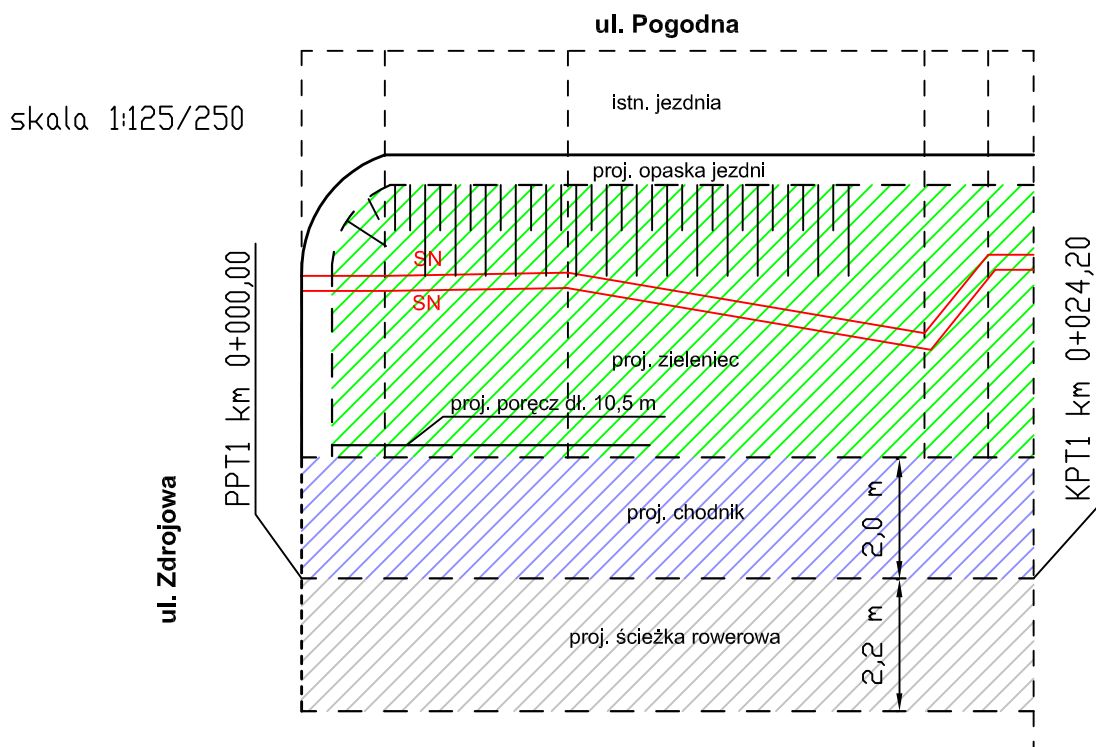 ul. Pogodna
skala 1:125/250
istn. jezdnia
proj. opaska jezdni
SN
SN
PPT1 km 0+000,00
KPT1 km 0+024,20
proj. zieleniec
proj. poręcz dł. 10,5 m
proj. chodnik
2,0 m
ul. Zdrojowa
proj. ścieżka rowerowa
2,2 m